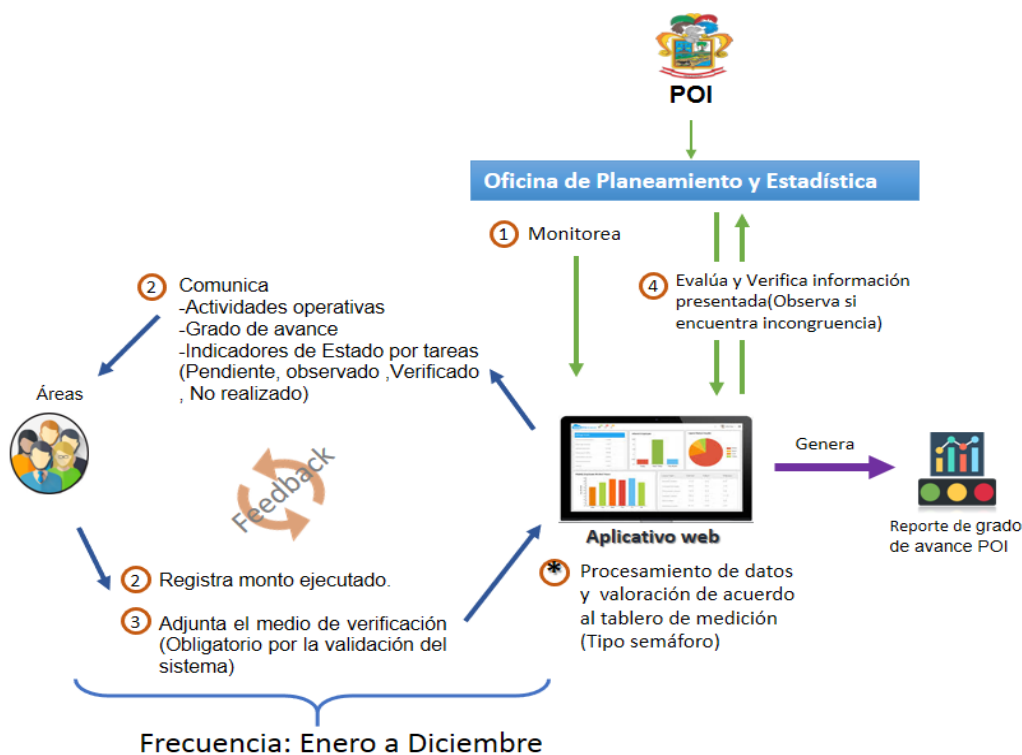 POI
Oficina de Planeamiento y Estadística
1 Monitorea
2 Comunica
-Actividades operativas
-Grado de avance
-Indicadores de Estado por tareas
(Pendiente, observado ,Verificado
, No realizado)
4 Evalúa y Verifica información
presentada(Observa si
encuentra incongruencia)
Áreas
Feedback
Genera
Aplicativo web
Reporte de grado
de avance POI
* Procesamiento de datos
y valoración de acuerdo
al tablero de medición
(Tipo semáforo)
2 Registra monto ejecutado.
3 Adjunta el medio de verificación
(Obligatorio por la validación del
sistema)
Frecuencia: Enero a Diciembre